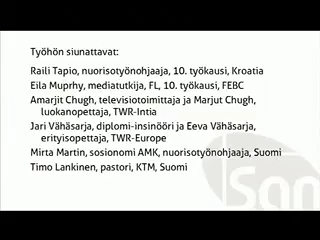 Työhön siunattavat:
Raili Tapio, nuorisotyönohjaaja, 10. työkausi, Kroatia
Eila Muprhy, mediatutkija, FL, 10. työkausi, FEBC
Amarjit Chugh, televisiotoimittaja ja Marjut Chugh,
luokanopettaja, TWR-Intia
Jari Vähäsarja, diplomi-insinööri ja Eeva Vähäsarja,
erityisopettaja, TWR-Europe
Mirta Martin, sosionomi AMK, nuorisotyönohjaaja, Suomi
Timo Lankinen, pastori, KTM, Suomi
San